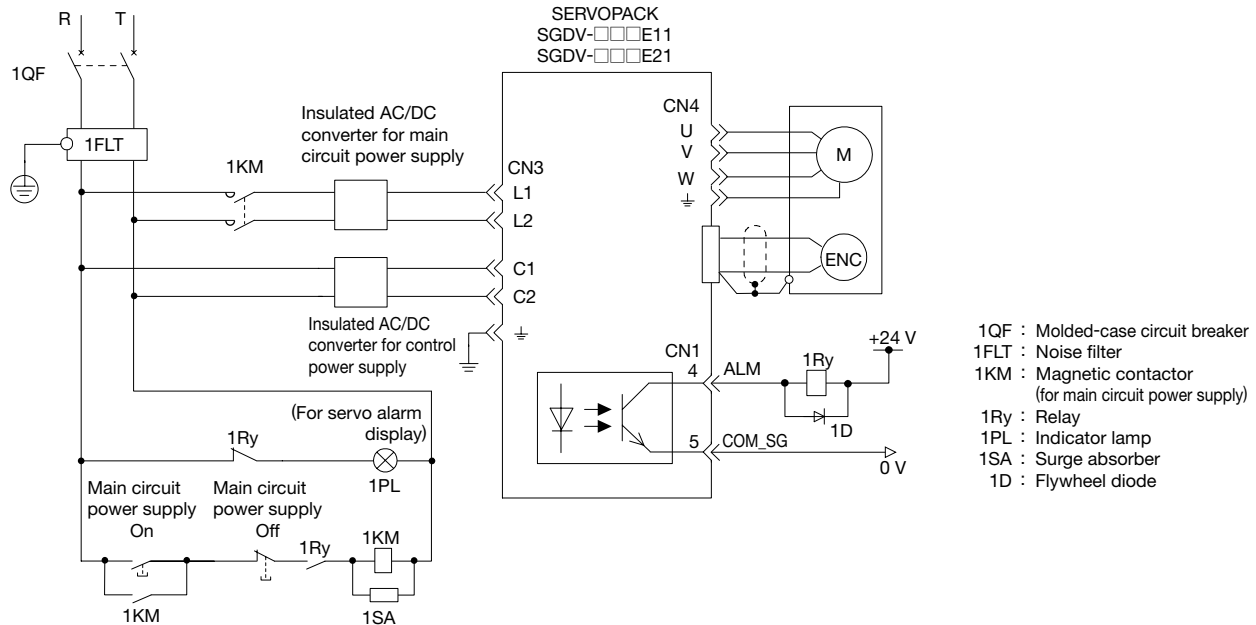 SERVOPACK
SGDV-□□□E11
SGDV-□□□E21
R
T
1QF
1FLT
Insulated AC/DC
converter for main
circuit power supply
1KM
CN3
L1
L2
C1
C2
Insulated AC/DC
converter for control
power supply
CN4
U
V
W
M
ENC
CN1
4
ALM
1Ry
+24 V
1D
5
COM_SG
0 V
(For servo alarm
display)
1Ry
1PL
Main circuit
power supply
On
Main circuit
power supply
Off
1Ry
1KM
1KM
1SA
1QF : Molded-case circuit breaker
1FLT : Noise filter
1KM : Magnetic contactor
(for main circuit power supply)
1Ry : Relay
1PL : Indicator lamp
1SA : Surge absorber
1D : Flywheel diode